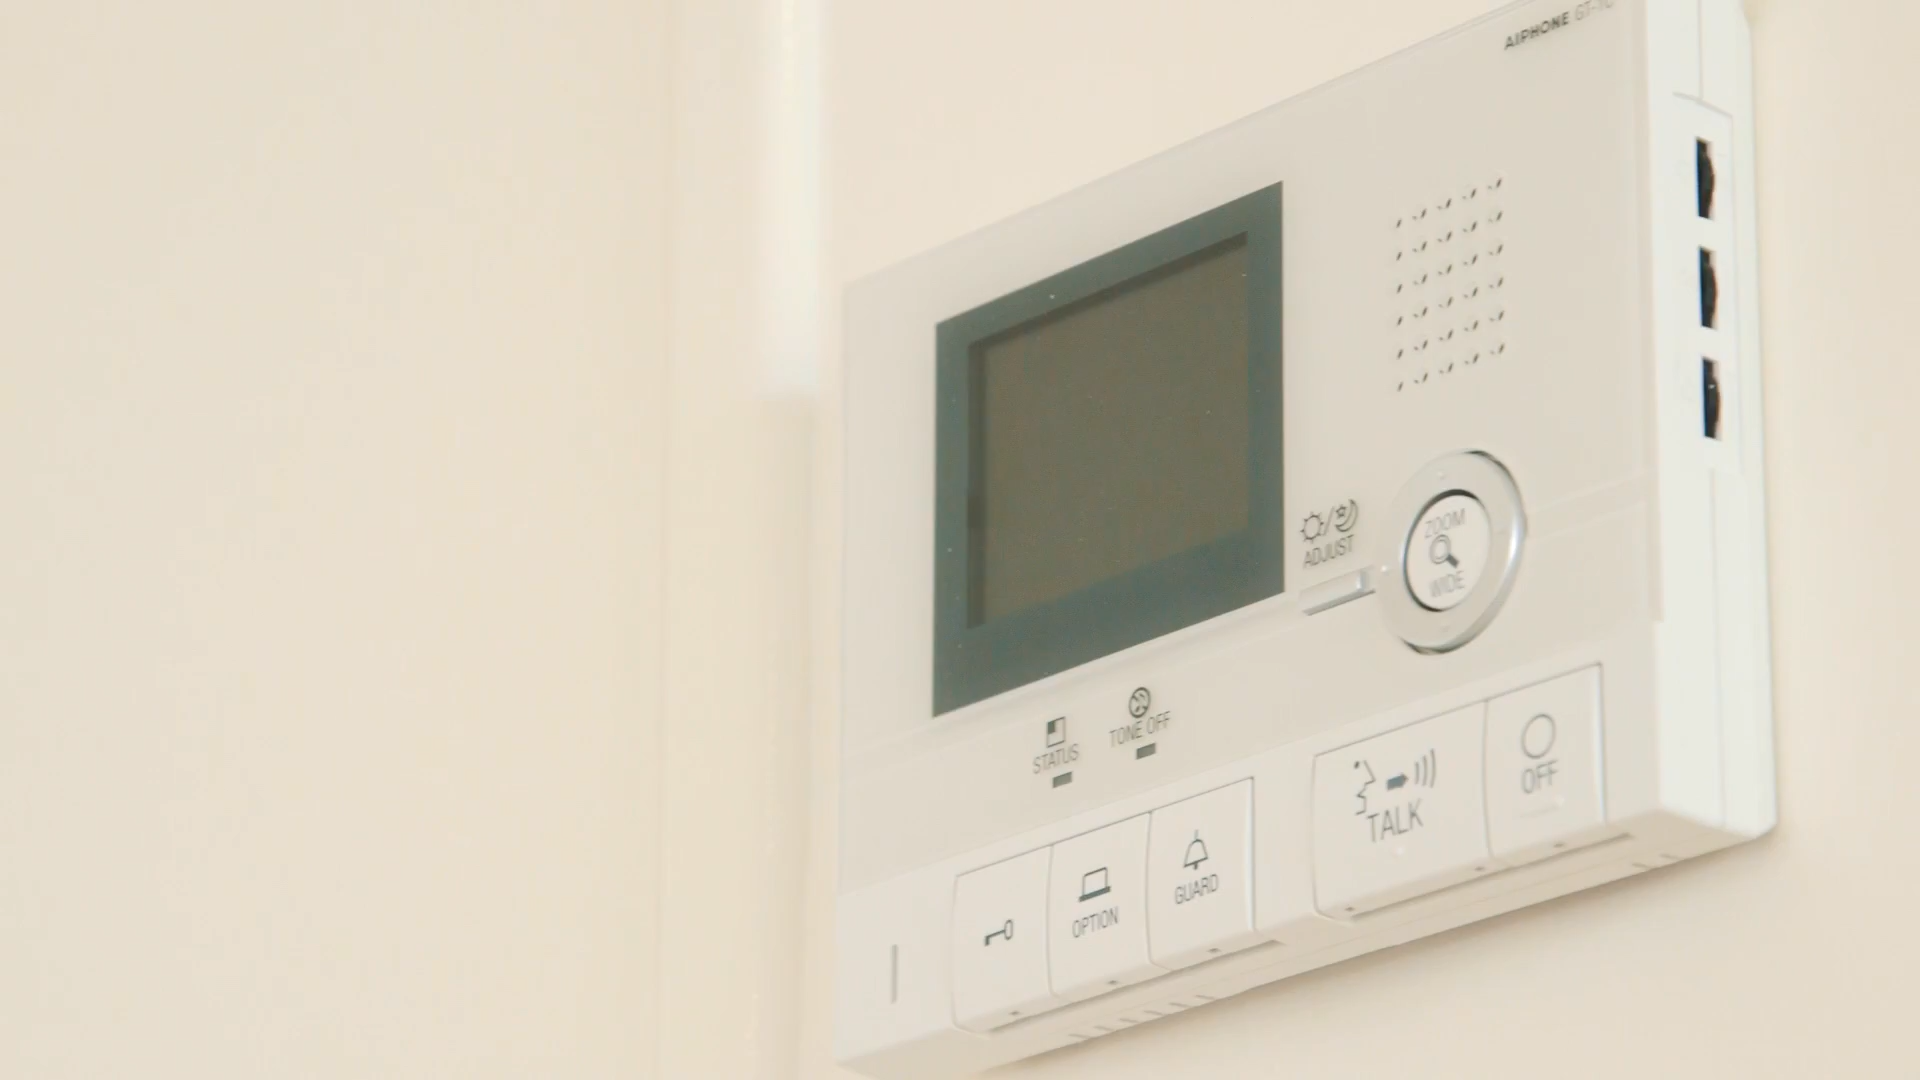 AIPHONE
ADJUST
ZOOM
WIDE
STATUS
TONE OFF
TALK
OFF
OPTION
GUARD